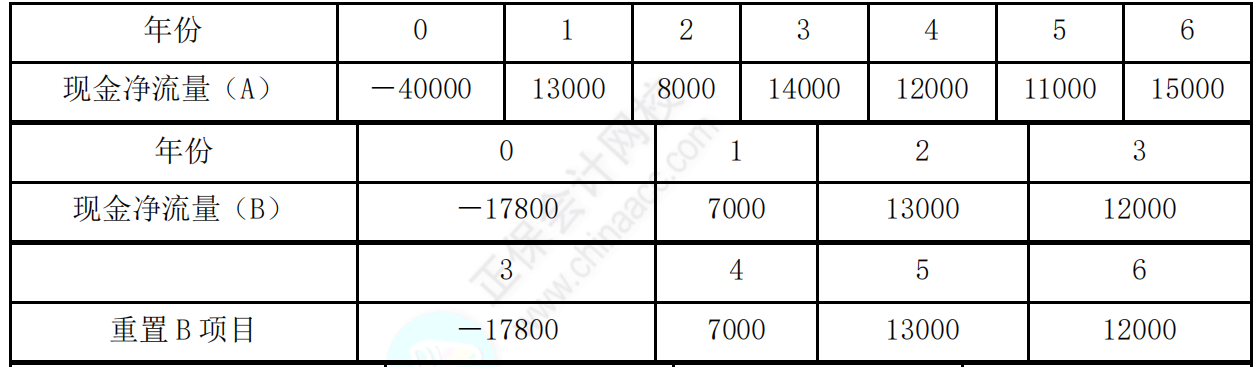 年份 0 1 2 3 4 5 6
现金净流量（A） －40000 13000 8000 14000 12000 11000 15000
年份 0 1 2 3
现金净流量（B） －17800 7000 13000 12000
3 4 5 6
重置 B 项目 －17800 7000 13000 12000
正保会计网校
www.chinaacc.com